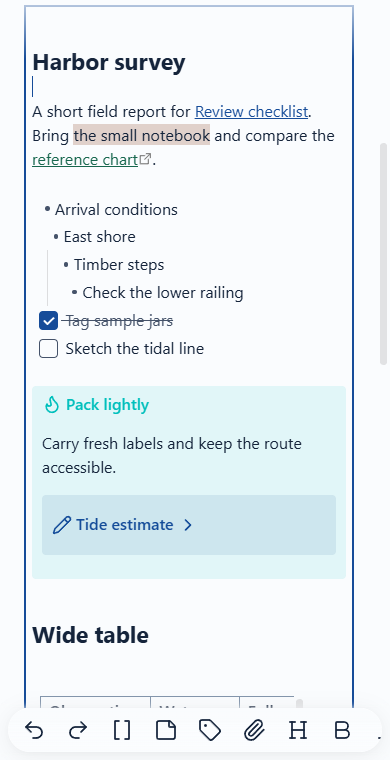 Harbor survey
A short field report for Review checklist.
Bring the small notebook and compare the
reference chart.
• Arrival conditions
• East shore
• Timber steps
• Check the lower railing
Tag sample jars
Sketch the tidal line
Pack lightly
Carry fresh labels and keep the route
accessible.
Tide estimate
Wide table